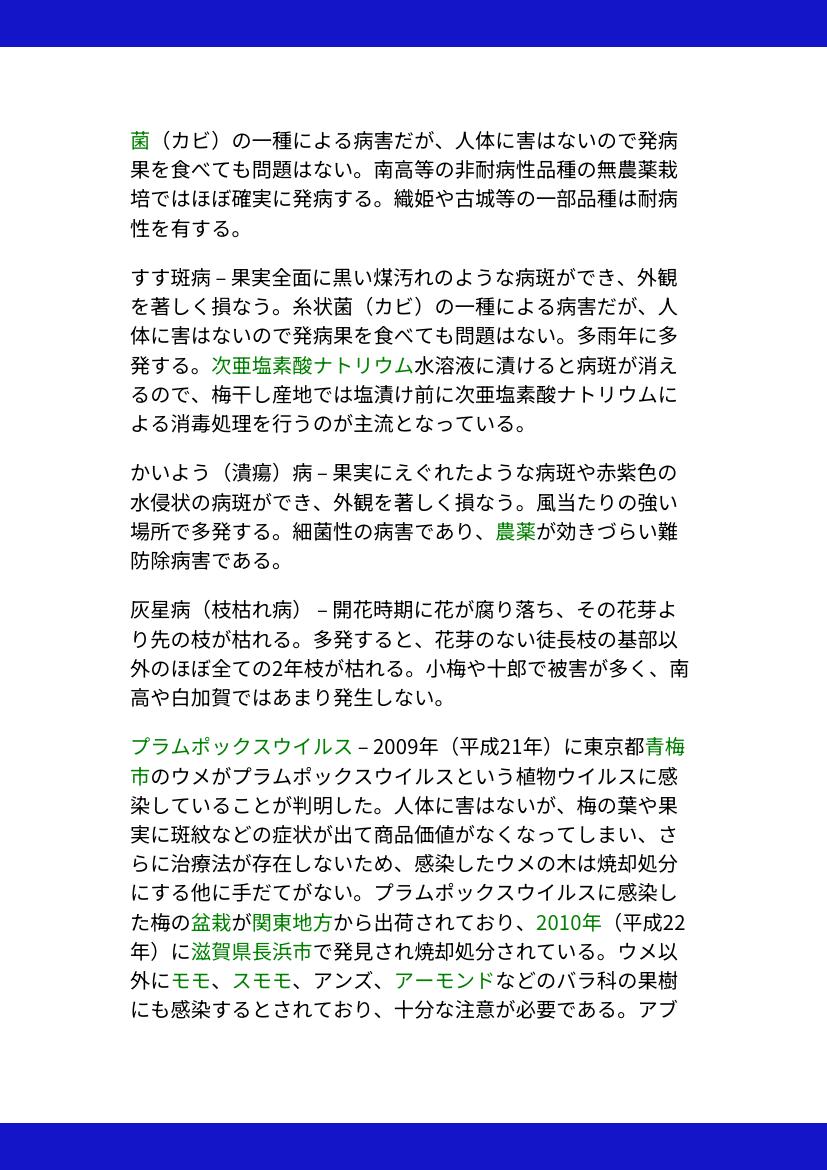 菌（カビ）の一種による病害だが、人体に害はないので発病
果を食べても問題はない。南高等の非耐病性品種の無農薬栽
培ではほぼ確実に発病する。織姫や古城等の一部品種は耐病
性を有する。
すす斑病 – 果実全面に黒い煤汚れのような病斑ができ、外観
を著しく損なう。糸状菌（カビ）の一種による病害だが、人
体に害はないので発病果を食べても問題はない。多雨年に多
発する。次亜塩素酸ナトリウム水溶液に漬けると病斑が消え
るので、梅干し産地では塩漬け前に次亜塩素酸ナトリウムに
よる消毒処理を行うのが主流となっている。
かいよう（潰瘍）病 – 果実にえぐれたような病斑や赤紫色の
水侵状の病斑ができ、外観を著しく損なう。風当たりの強い
場所で多発する。細菌性の病害であり、農薬が効きづらい難
防除病害である。
灰星病（枝枯れ病） – 開花時期に花が腐り落ち、その花芽よ
り先の枝が枯れる。多発すると、花芽のない徒長枝の基部以
外のほぼ全ての2年枝が枯れる。小梅や十郎で被害が多く、南
高や白加賀ではあまり発生しない。
プラムポックスウイルス – 2009年（平成21年）に東京都青梅
市のウメがプラムポックスウイルスという植物ウイルスに感
染していることが判明した。人体に害はないが、梅の葉や果
実に斑紋などの症状が出て商品価値がなくなってしまい、さ
らに治療法が存在しないため、感染したウメの木は焼却処分
にする他に手だてがない。プラムポックスウイルスに感染し
た梅の盆栽が関東地方から出荷されており、2010年（平成22
年）に滋賀県長浜市で発見され焼却処分されている。ウメ以
外にモモ、スモモ、アンズ、アーモンドなどのバラ科の果樹
にも感染するとされており、十分な注意が必要である。アブ